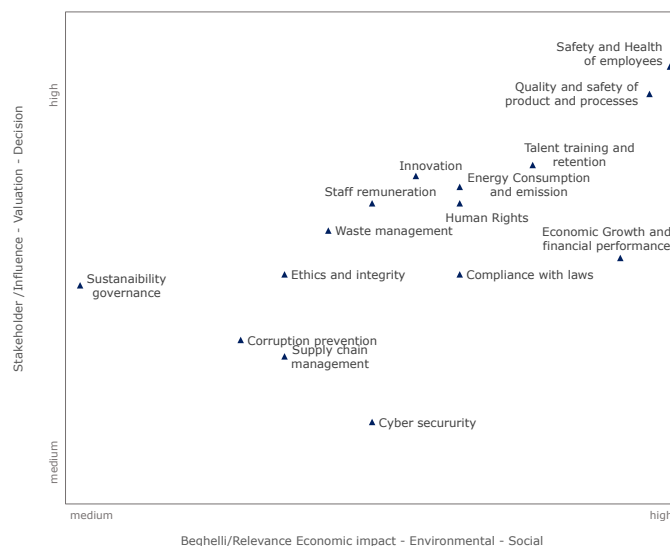 Safety and Health
of employees
high
Quality and safety of
product and processes
Stakeholder /Influence - Valuation - Decision
Talent training and
retention
Innovation
Energy Consumption
and emission
Staff remuneration
Human Rights
Waste management
Economic Growth and
financial performance
Ethics and integrity
Compliance with laws
Sustanaibility
governance
Corruption prevention
Supply chain
management
Cyber secururity
medium
medium
high
Beghelli/Relevance Economic impact - Environmental - Social